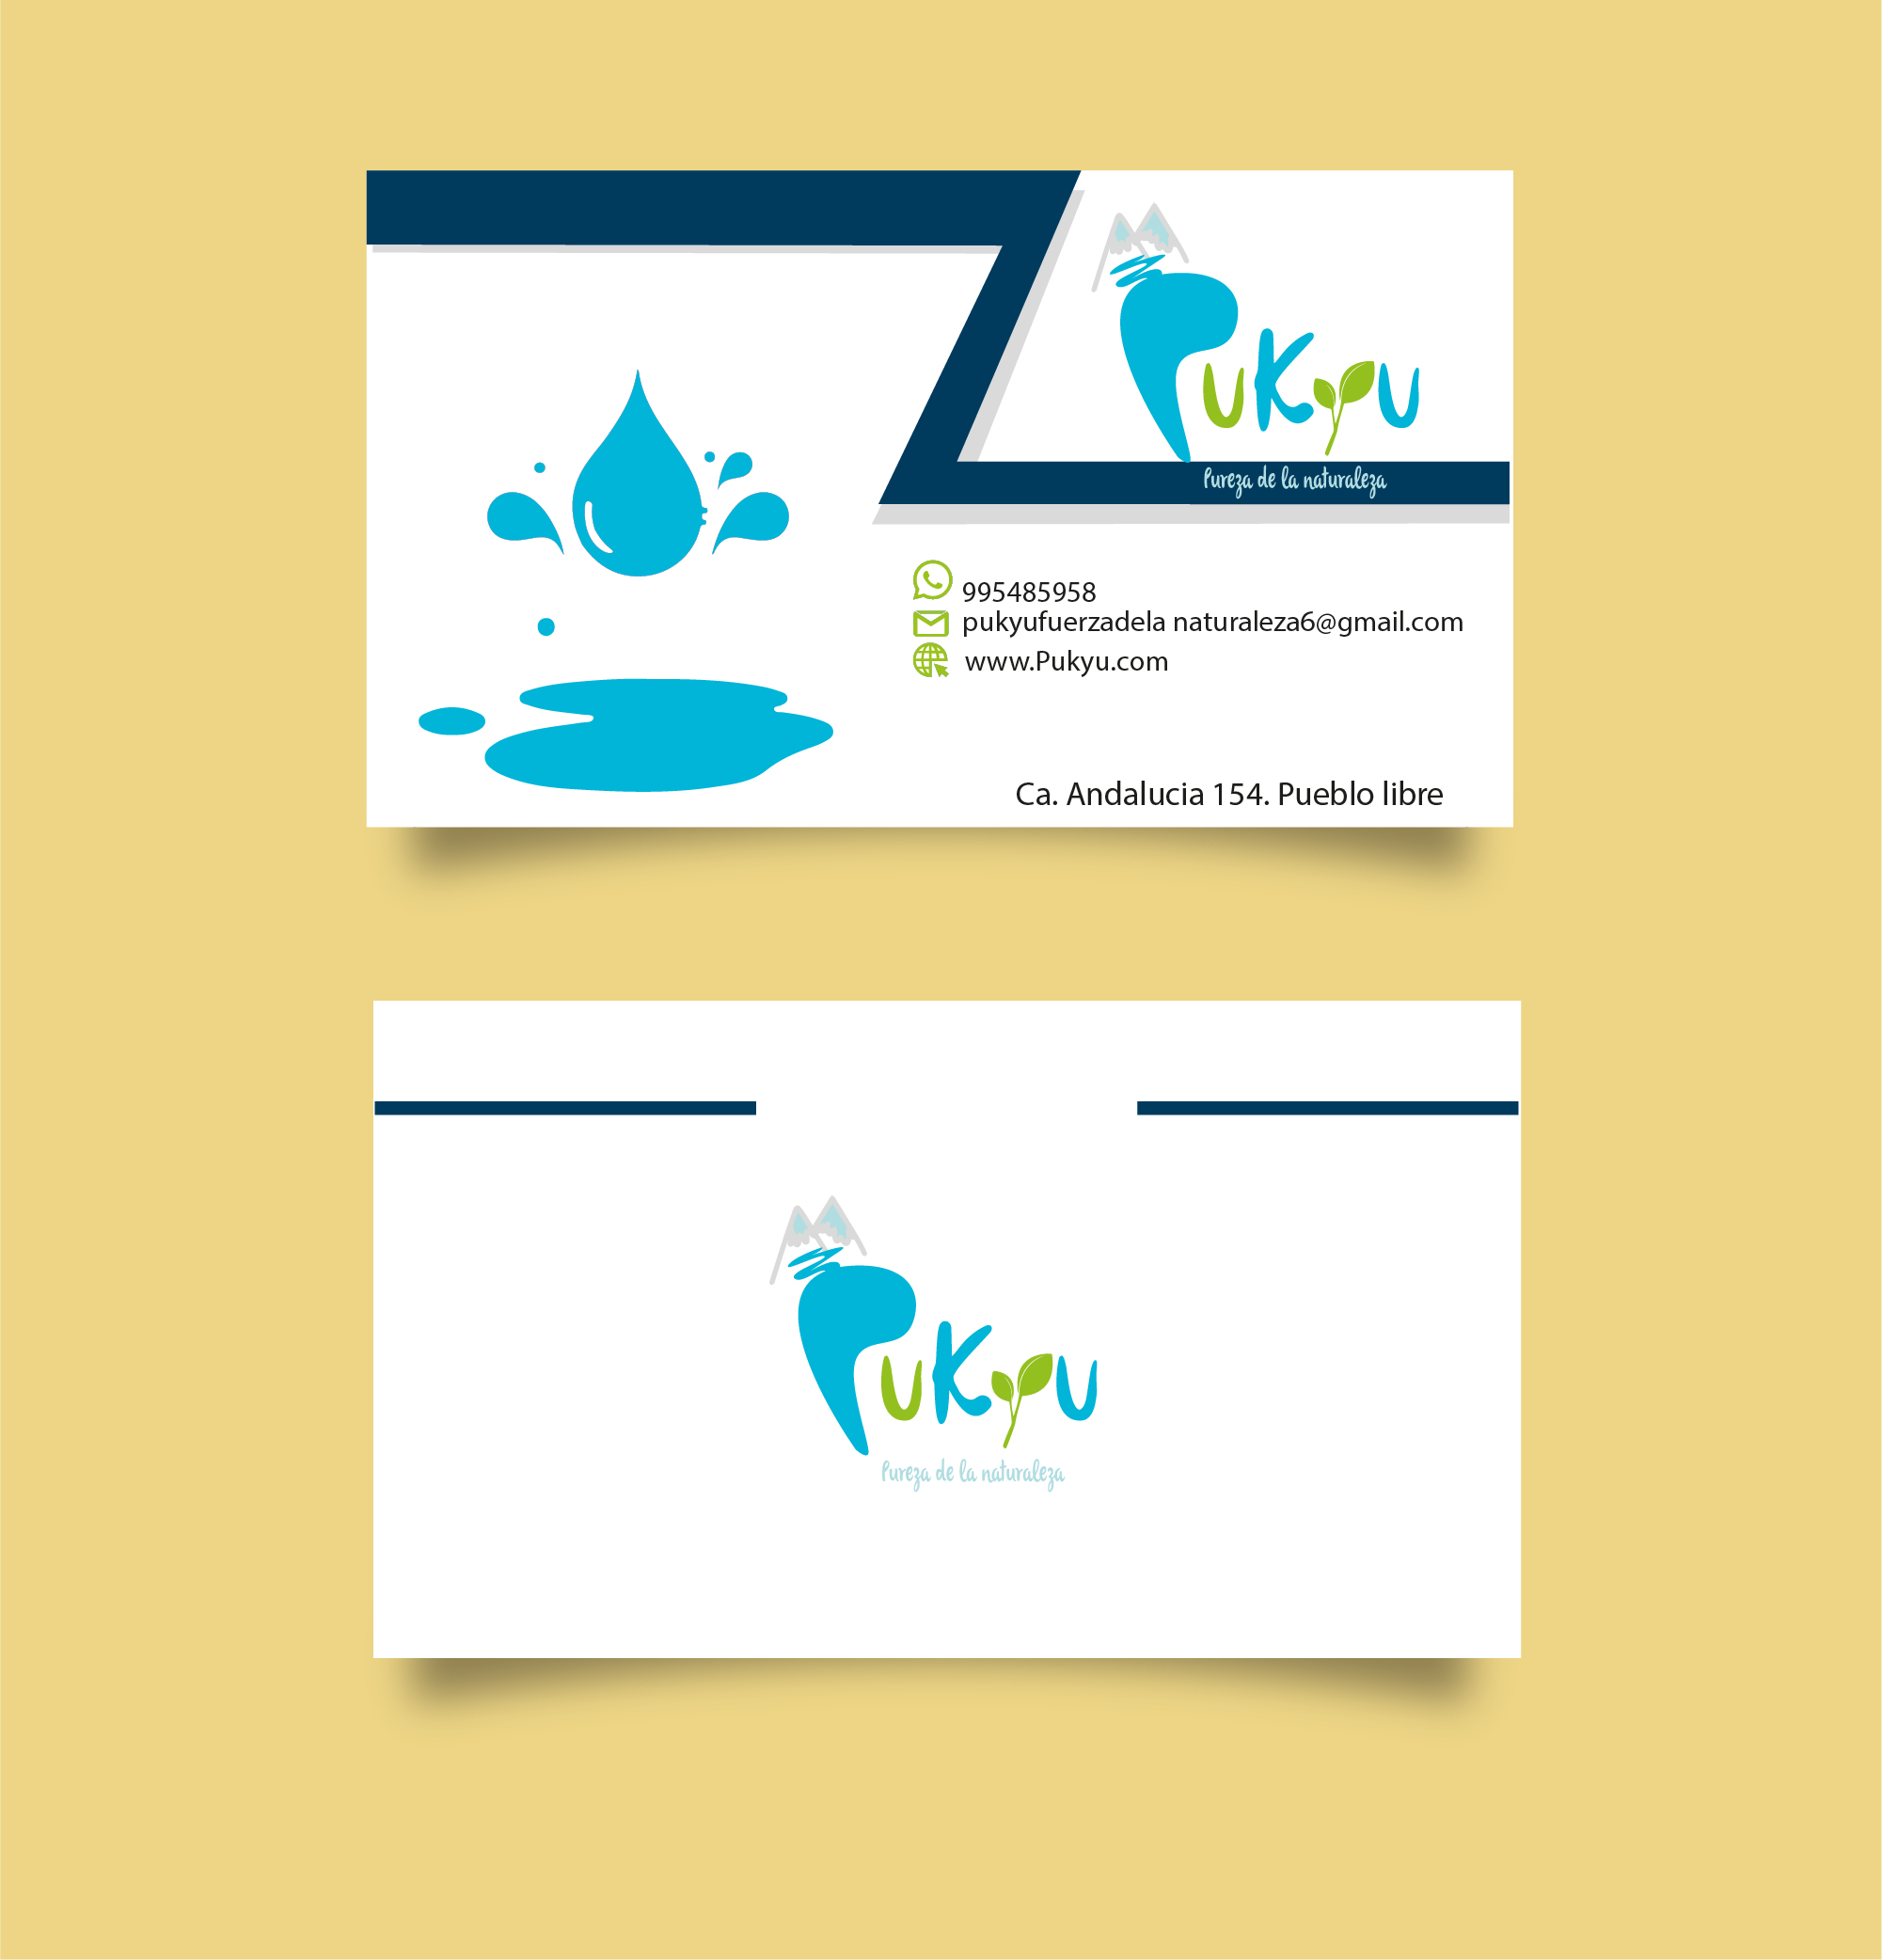 Pukyu
Pureza de la naturaleza
995485958
pukyufuerzadela naturaleza6@gmail.com
www.Pukyu.com
Ca. Andalucia 154. Pueblo libre
Pukyu
Pureza de la naturaleza